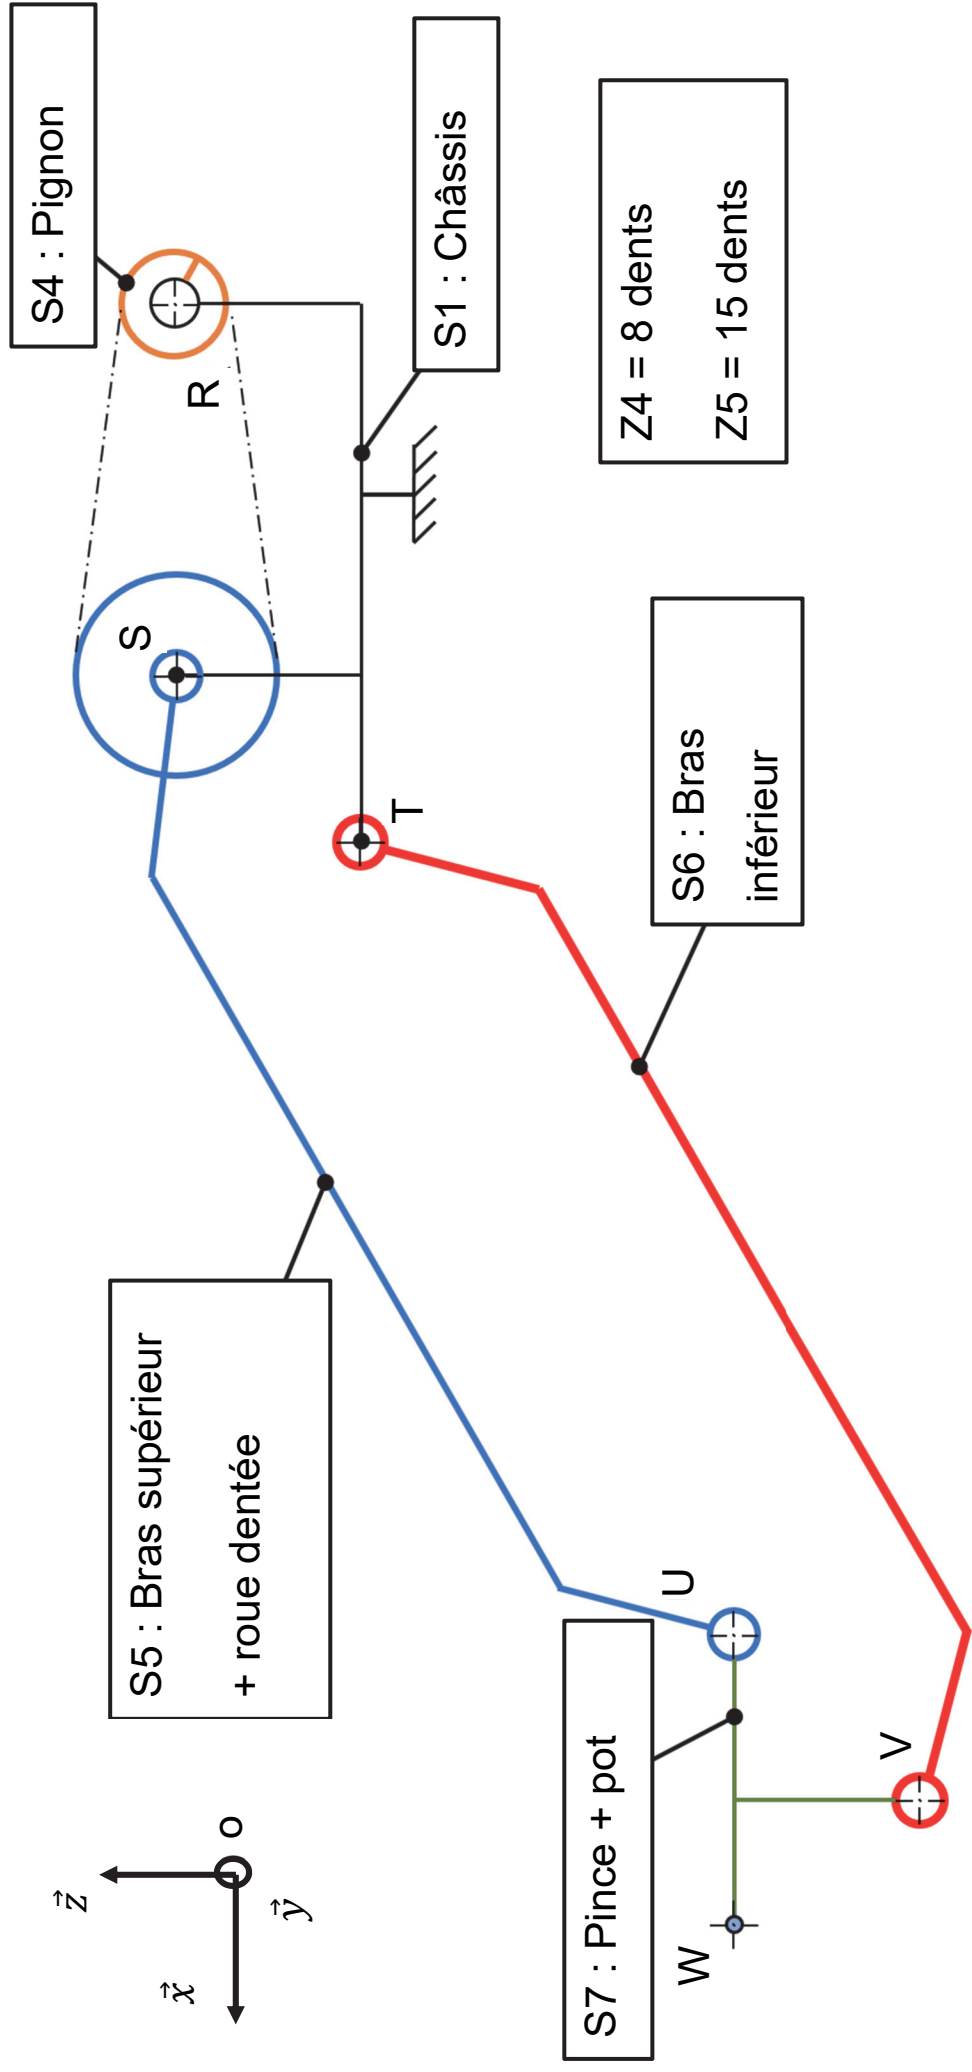 S4 : Pignon
S1 : Châssis
Z4 = 8 dents
Z5 = 15 dents
R
S
T
S6 : Bras
inférieur
S5 : Bras supérieur
+ roue dentée
U
V
S7 : Pince + pot
W
z⃗
o
x⃗
y⃗